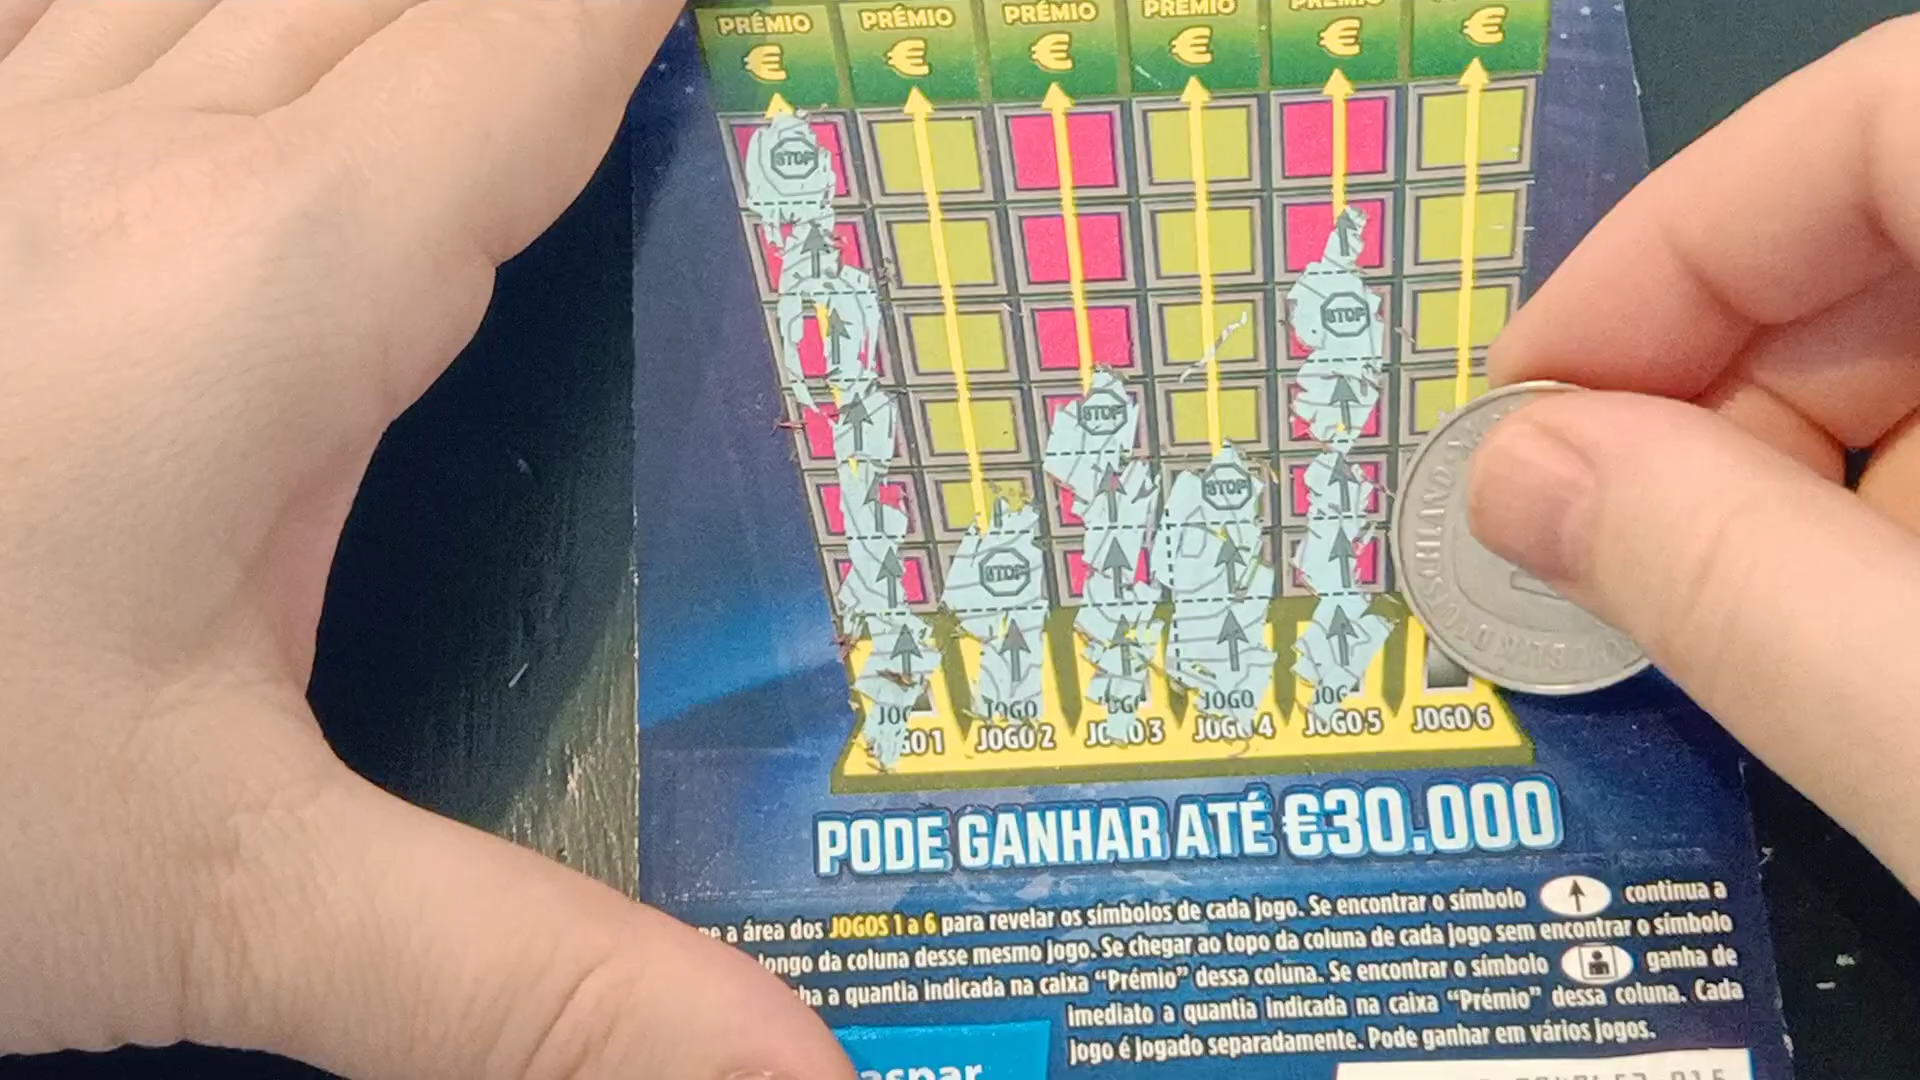 PRÉMIO PRÉMIO PRÉMIO PRÉMIO
€ € € € € €
STOP
STOP
STOP
STOP
STOP
JOGO JOGO
JOGO 2 JOGO 5 JOGO 6
PODE GANHAR ATÉ €30.000
a área dos JOGOS 1 a 6 para revelar os símbolos de cada jogo. Se encontrar o símbolo continua a
longo da coluna desse mesmo jogo. Se chegar ao topo da coluna de cada jogo sem encontrar o símbolo
a quantia indicada na caixa “Prémio” dessa coluna. Se encontrar o símbolo ganha de
imediato a quantia indicada na caixa “Prémio” dessa coluna. Cada
jogo é jogado separadamente. Pode ganhar em vários jogos.